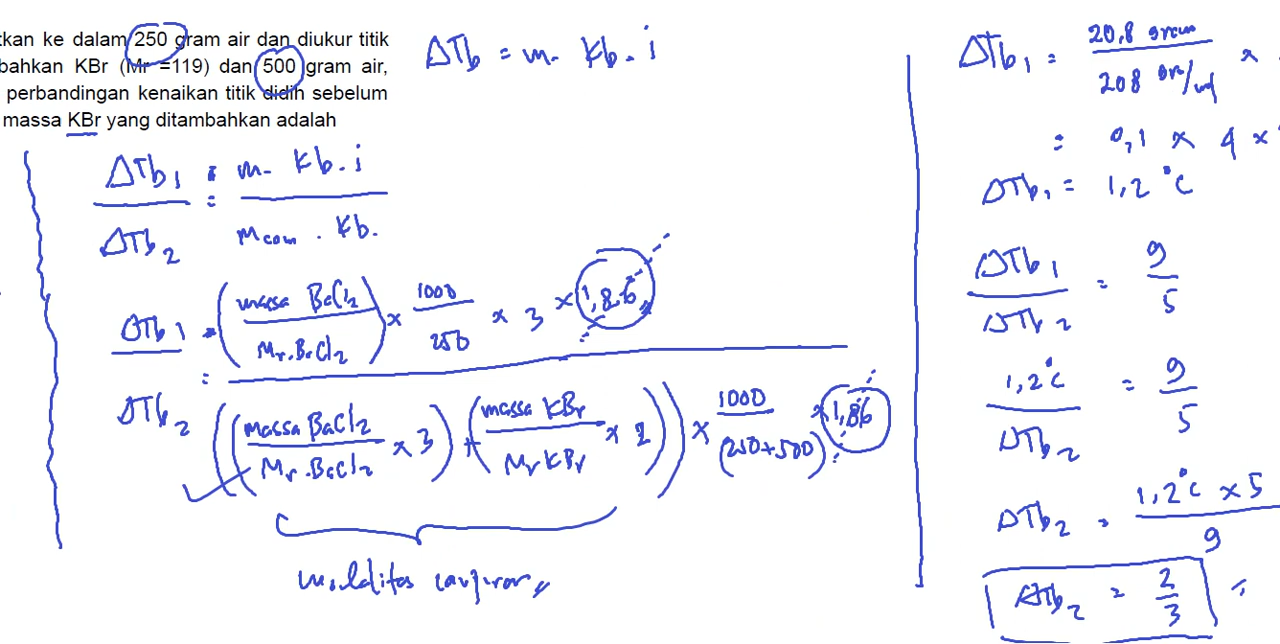 tkan ke dalam 250 gram air dan diukur titik
bahkan KBr (Mr =119) dan 500 gram air,
perbandingan kenaikan titik didih sebelum
massa KBr yang ditambahkan adalah
ΔTb = m. Kb. i
ΔTb1 / ΔTb2 = m. Kb. i / Mcam . Kb.
ΔTb1 / ΔTb2 = (massa BaCl2 / Mr. BaCl2) × 1000/250 × 3 × 1,86
((massa BaCl2 / Mr. BaCl2 × 3) + (massa KBr / Mr KBr × 2)) × 1000 / (250+500) × 1,86
molalitas campuran
ΔTb1 = 20,8 gram / 208 gr/mol ×
= 0,1 × 4 ×
ΔTb1 = 1,2 °C
ΔTb1 / ΔTb2 = 9/5
1,2°C / ΔTb2 = 9/5
ΔTb2 = 1,2°C × 5 / 9
ΔTb2 = 2/3 =